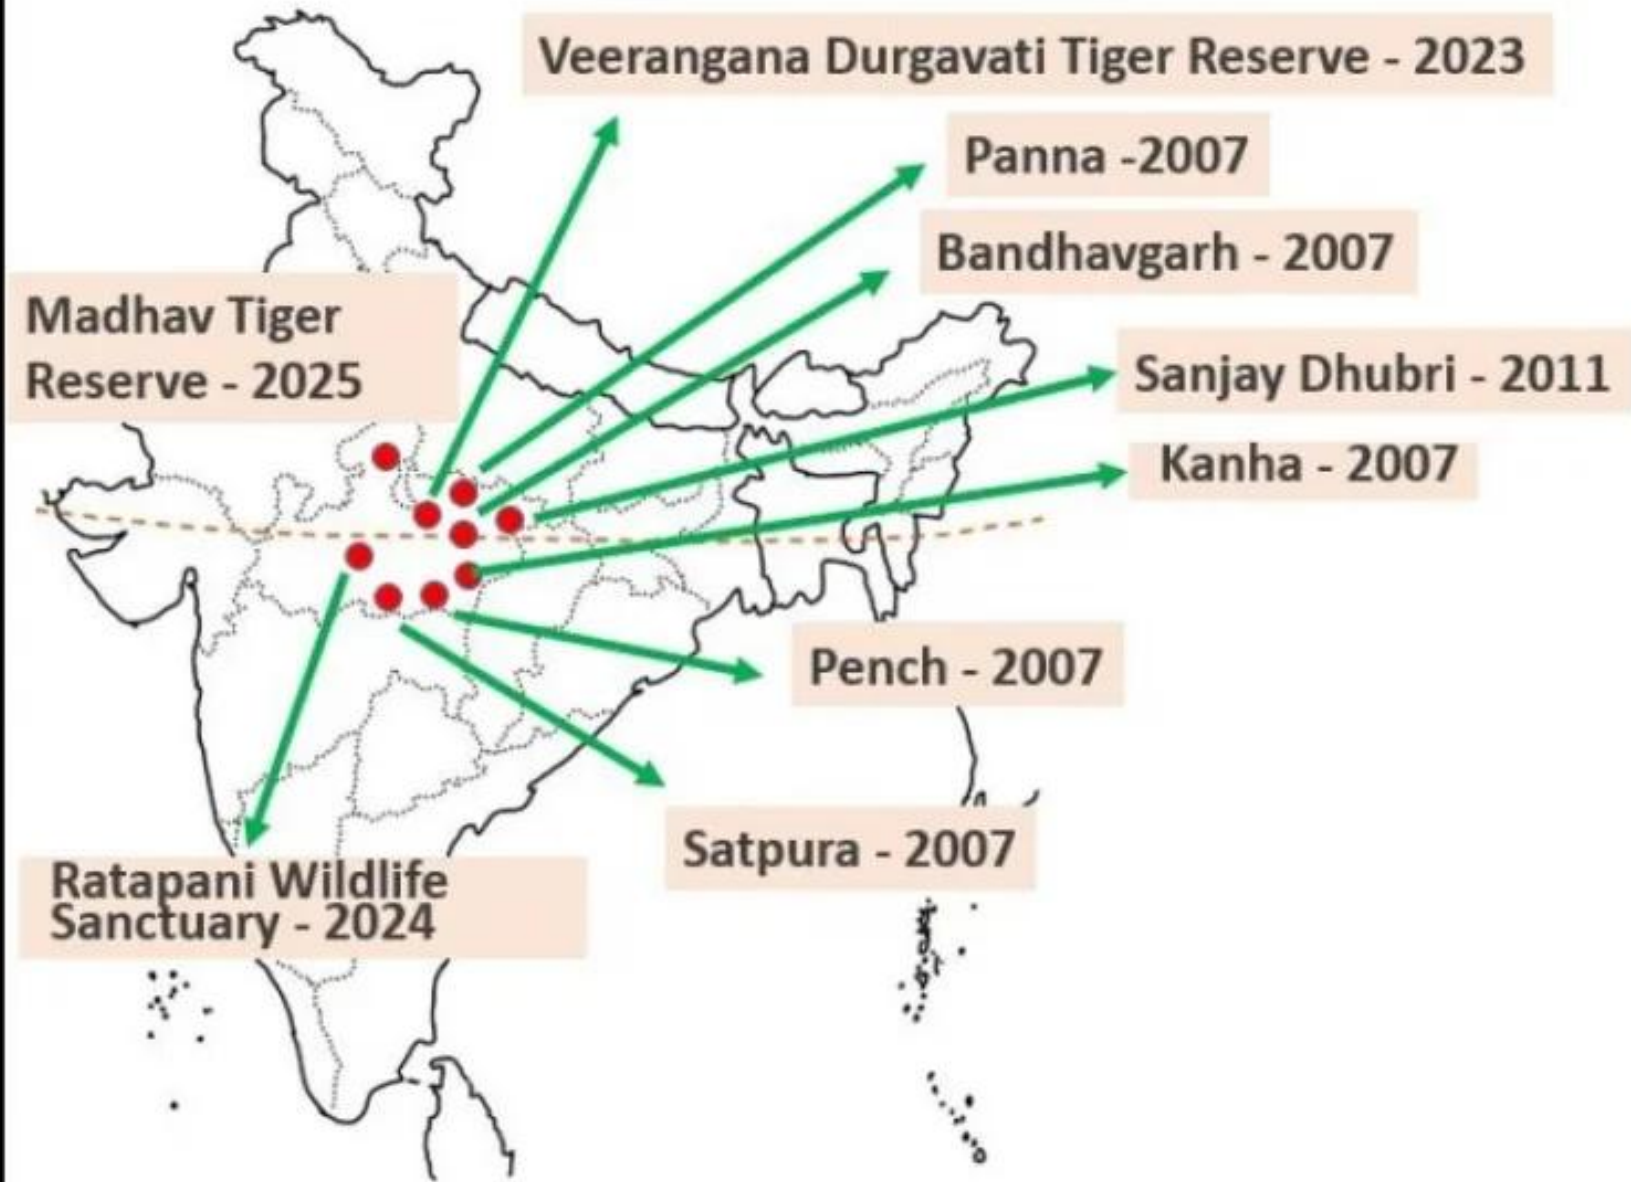 Veerangana Durgavati Tiger Reserve - 2023
Panna -2007
Bandhavgarh - 2007
Madhav Tiger
Reserve - 2025
Sanjay Dhubri - 2011
Kanha - 2007
Pench - 2007
Satpura - 2007
Ratapani Wildlife
Sanctuary - 2024